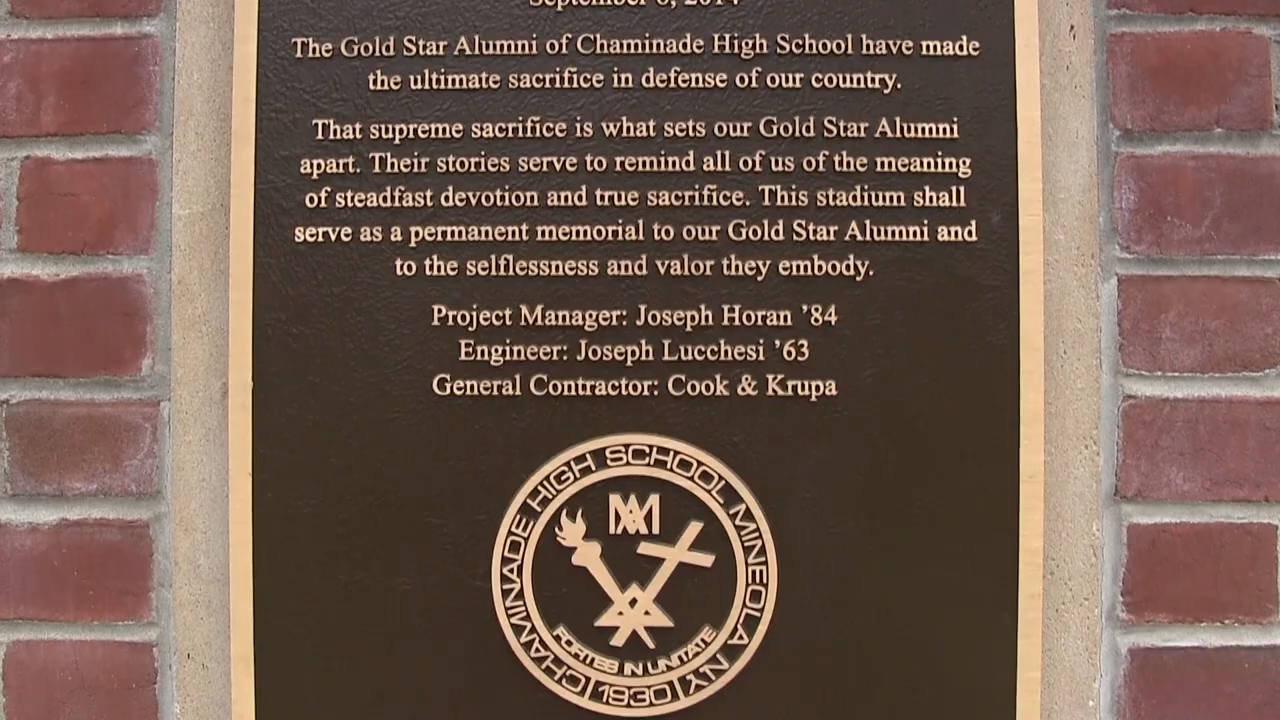 September 6, 2014
The Gold Star Alumni of Chaminade High School have made
the ultimate sacrifice in defense of our country.
That supreme sacrifice is what sets our Gold Star Alumni
apart. Their stories serve to remind all of us of the meaning
of steadfast devotion and true sacrifice. This stadium shall
serve as a permanent memorial to our Gold Star Alumni and
to the selflessness and valor they embody.
Project Manager: Joseph Horan ’84
Engineer: Joseph Lucchesi ’63
General Contractor: Cook & Krupa
CHAMINADE HIGH SCHOOL MINEOLA NY
FORTES IN UNITATE
1930